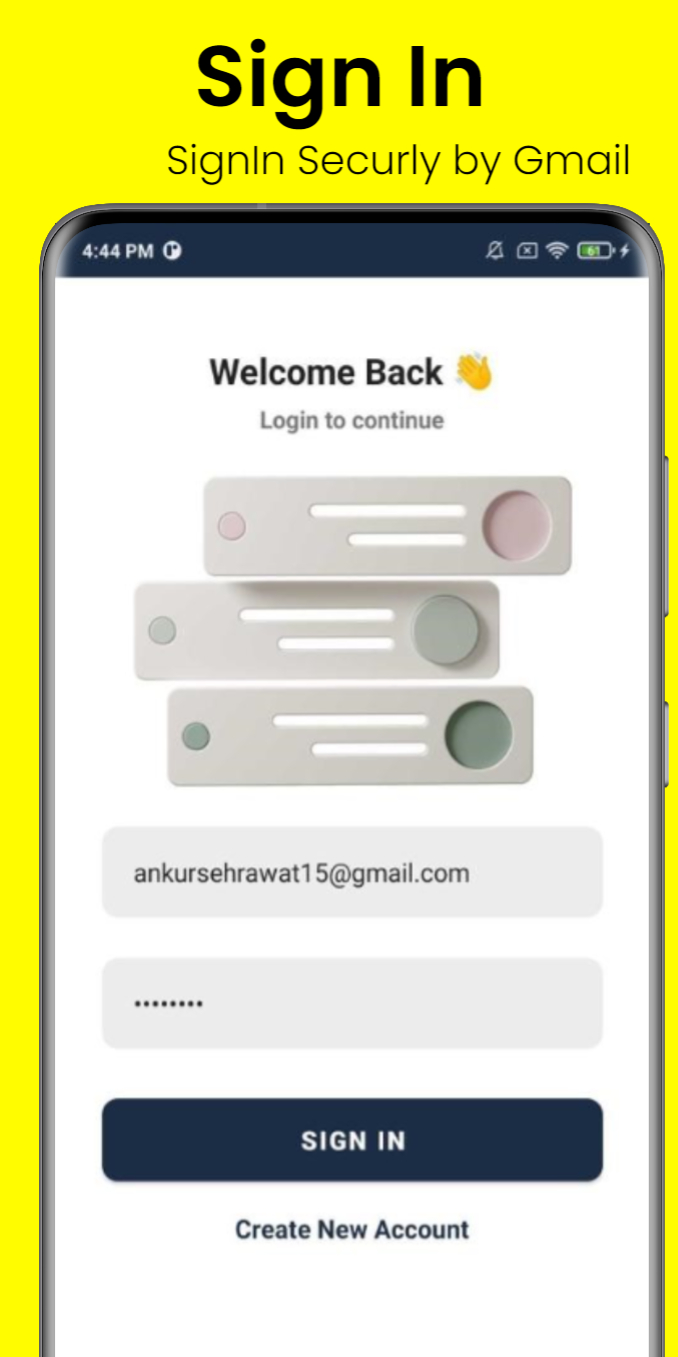 Sign In
SignIn Securly by Gmail
4:44 PM
61
Welcome Back 👋
Login to continue
ankursehrawat15@gmail.com
••••••••
SIGN IN
Create New Account